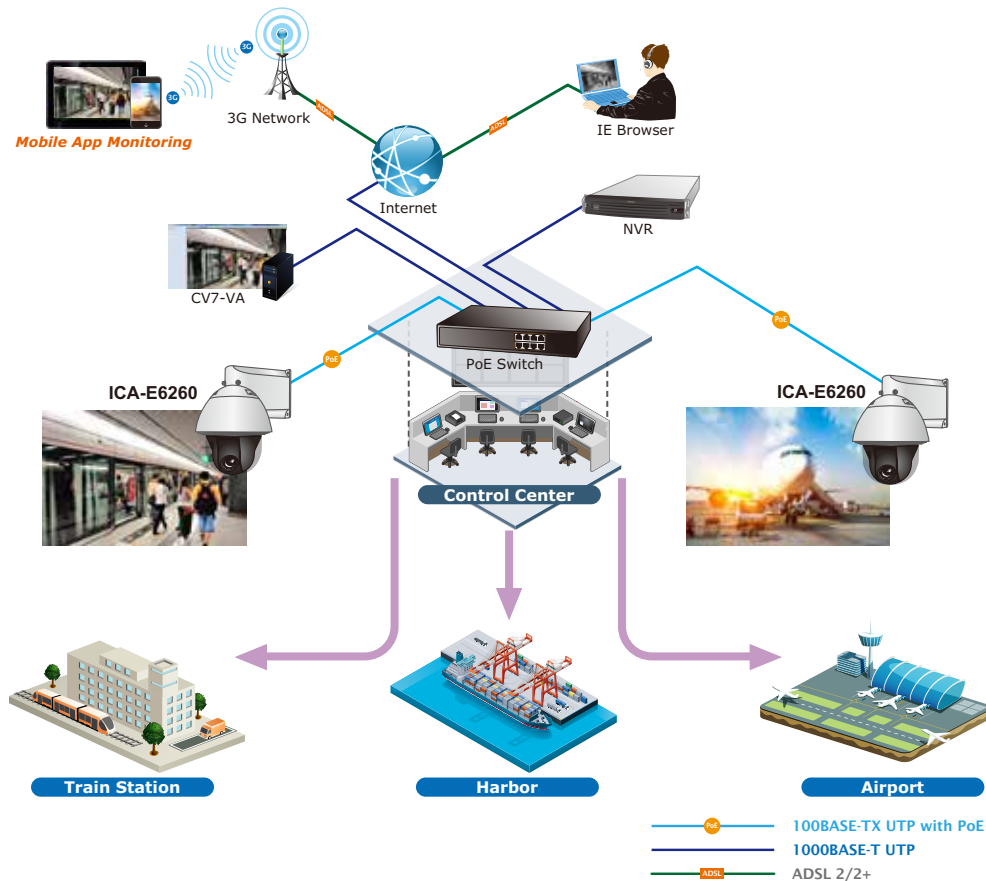 3G
3G
3G Network
ADSL
ADSL
IE Browser
Mobile App Monitoring
Internet
NVR
CV7-VA
PoE
PoE Switch
PoE
ICA-E6260
ICA-E6260
Control Center
Train Station
Harbor
Airport
PoE
100BASE-TX UTP with PoE
1000BASE-T UTP
ADSL
ADSL 2/2+